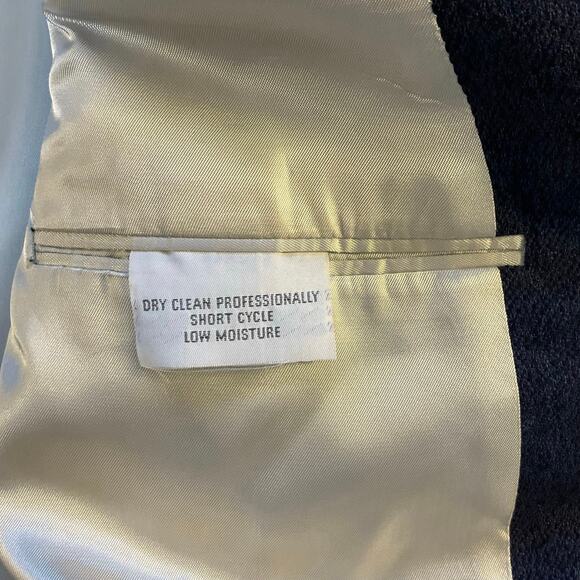 DRY CLEAN PROFESSIONALLY
SHORT CYCLE
LOW MOISTURE